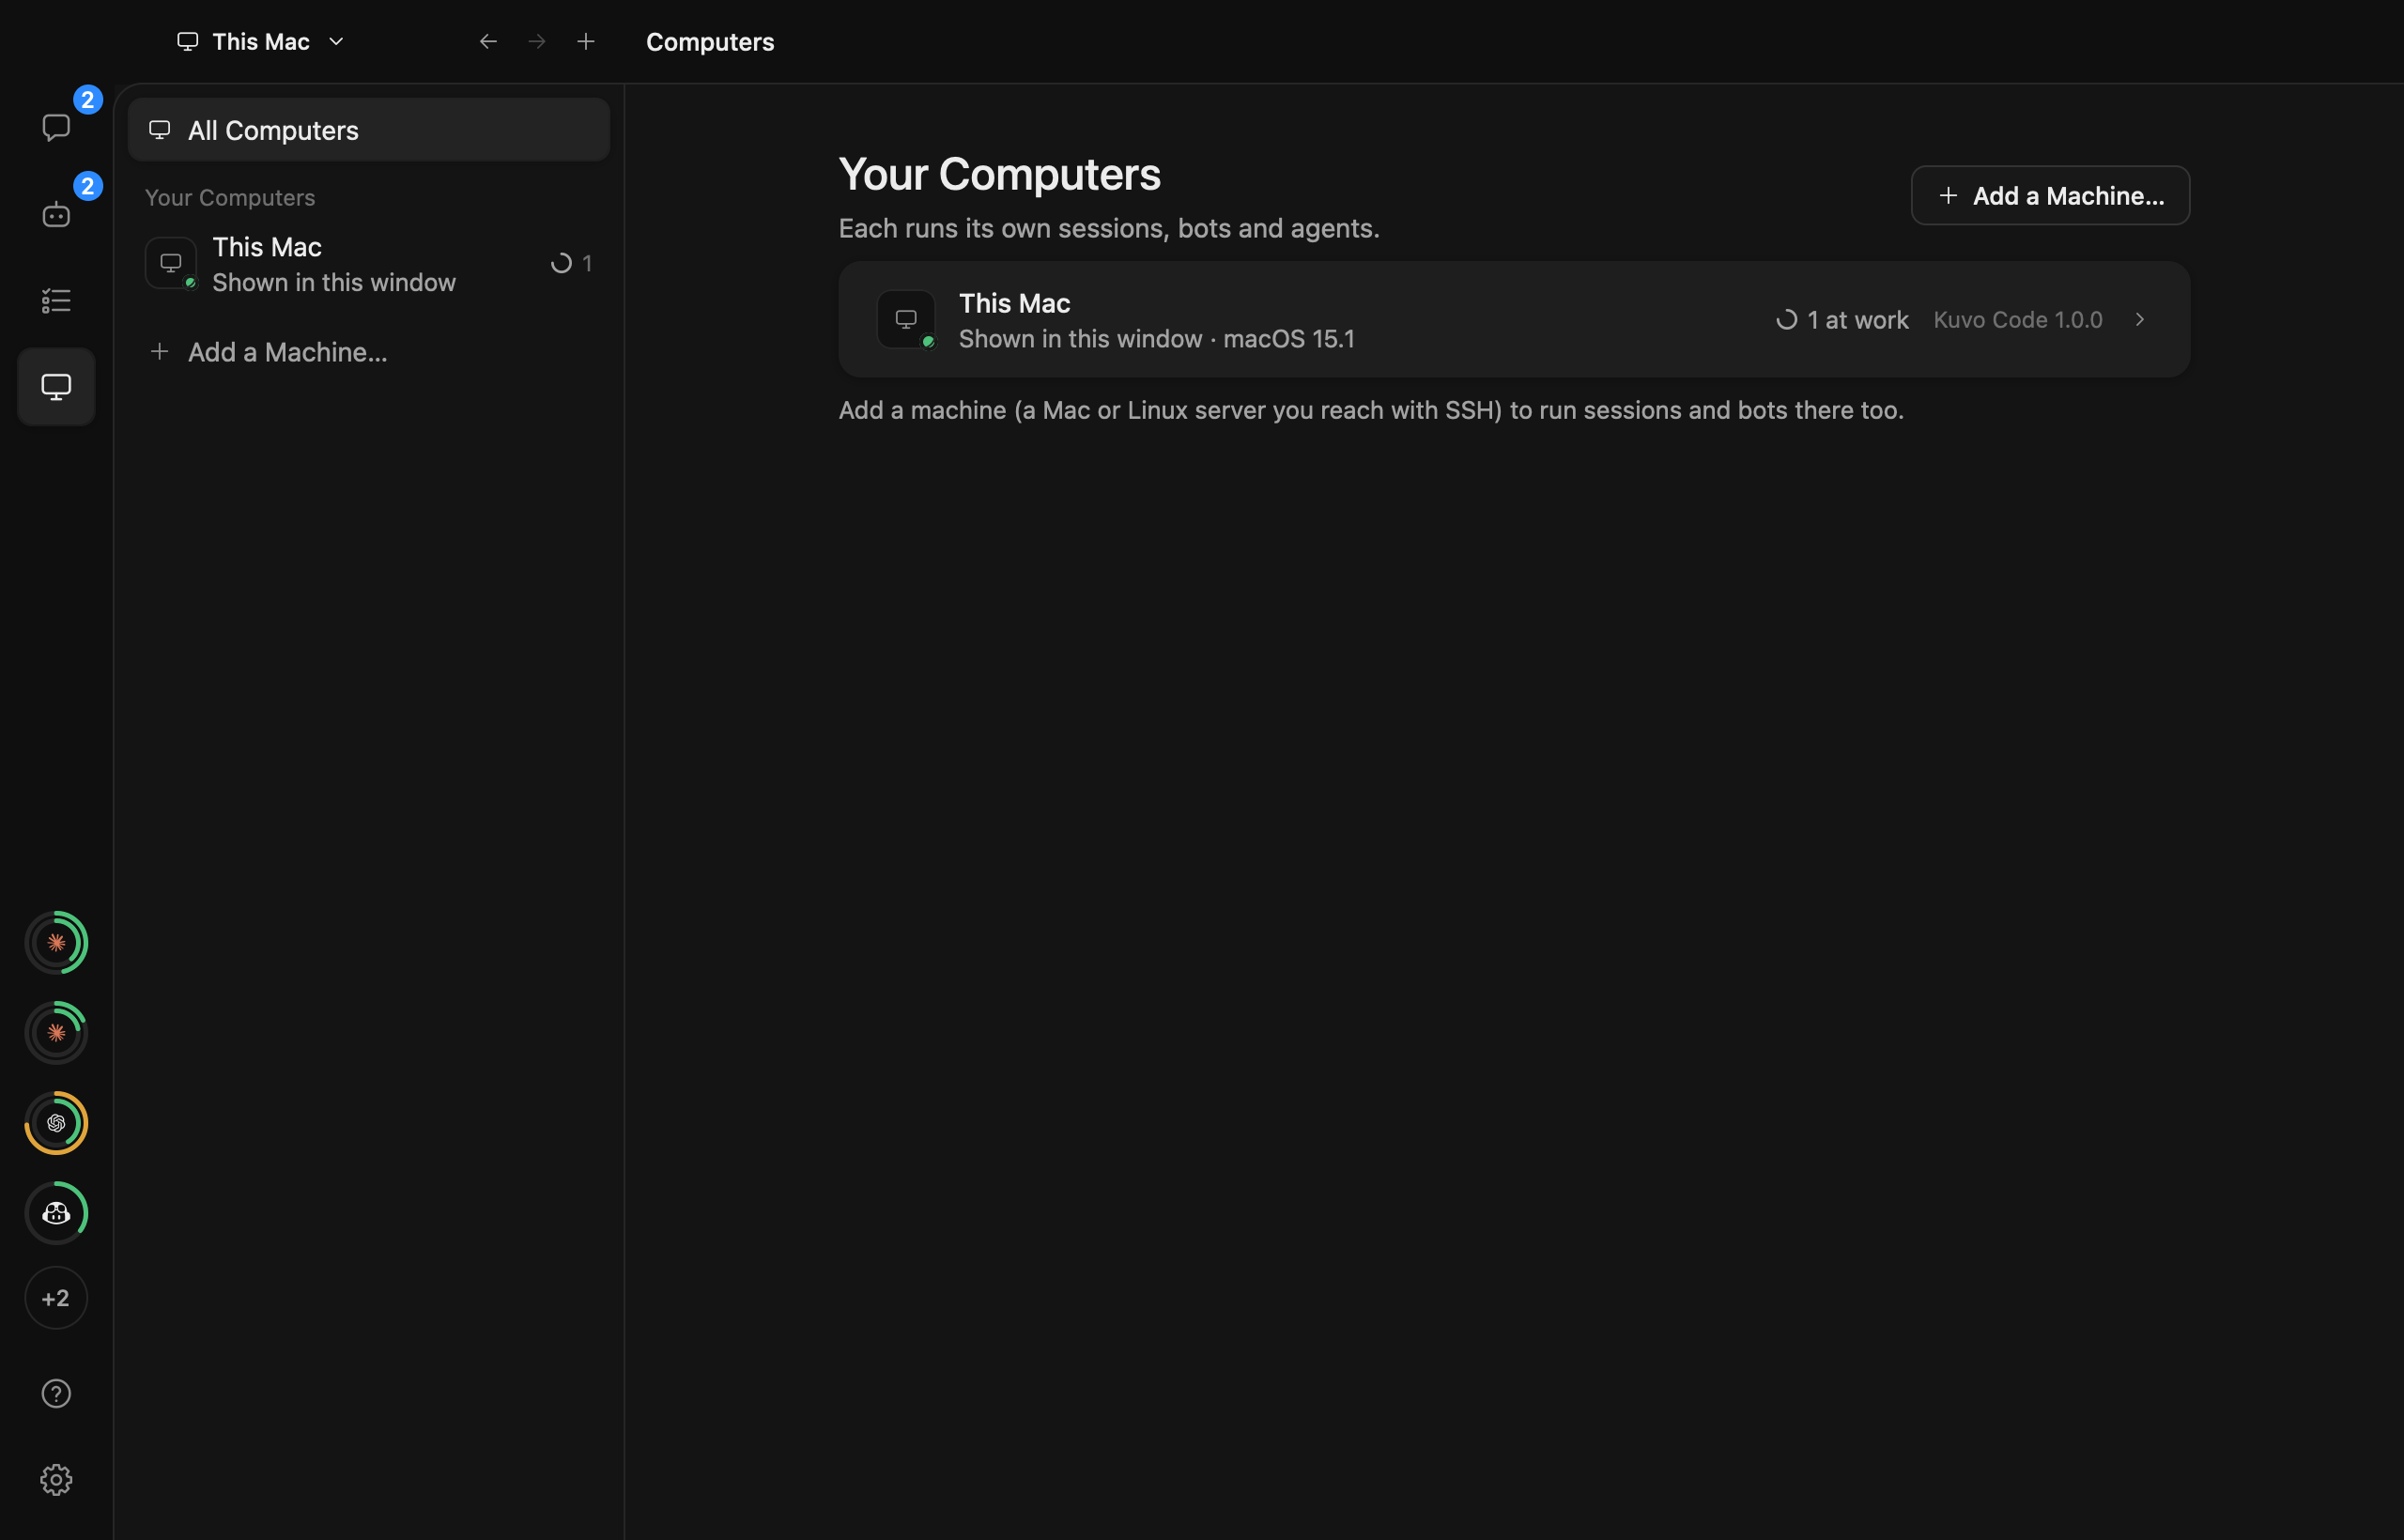 This Mac
Computers
2
2
All Computers
Your Computers
This Mac
Shown in this window
1
Add a Machine...
Your Computers
Each runs its own sessions, bots and agents.
Add a Machine...
This Mac
Shown in this window · macOS 15.1
1 at work
Kuvo Code 1.0.0
Add a machine (a Mac or Linux server you reach with SSH) to run sessions and bots there too.
+2